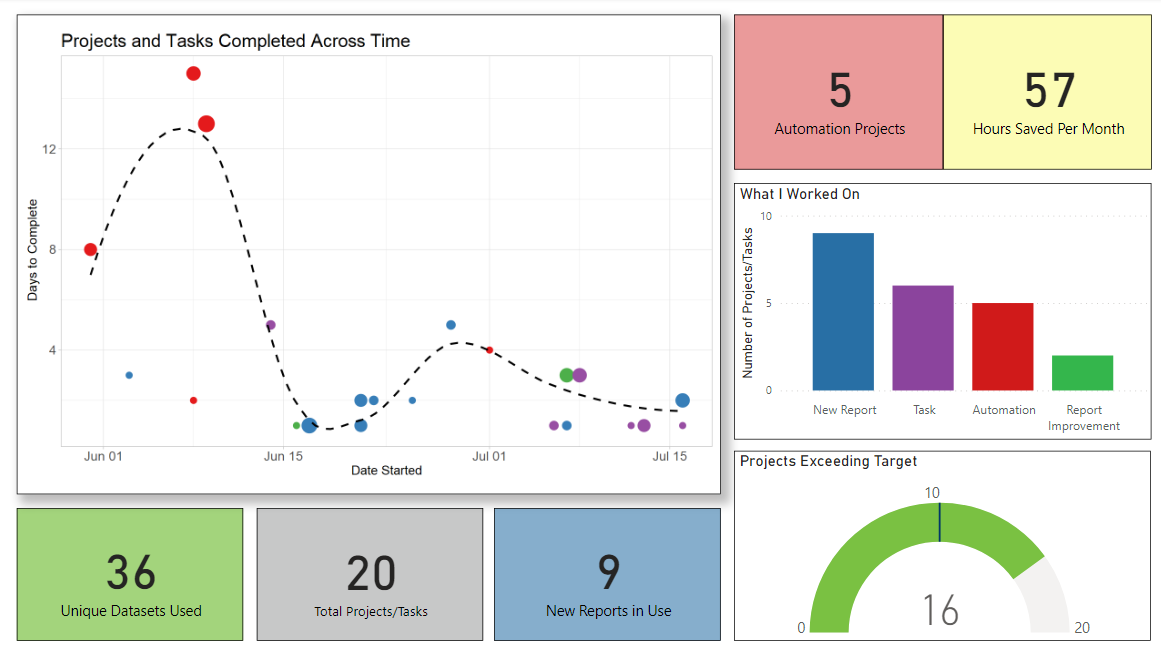 Projects and Tasks Completed Across Time
Days to Complete
12
8
4
Jun 01
Jun 15
Jul 01
Jul 15
Date Started
5
Automation Projects
57
Hours Saved Per Month
What I Worked On
Number of Projects/Tasks
10
5
0
New Report
Task
Automation
Report
Improvement
Projects Exceeding Target
10
16
0
20
36
Unique Datasets Used
20
Total Projects/Tasks
9
New Reports in Use